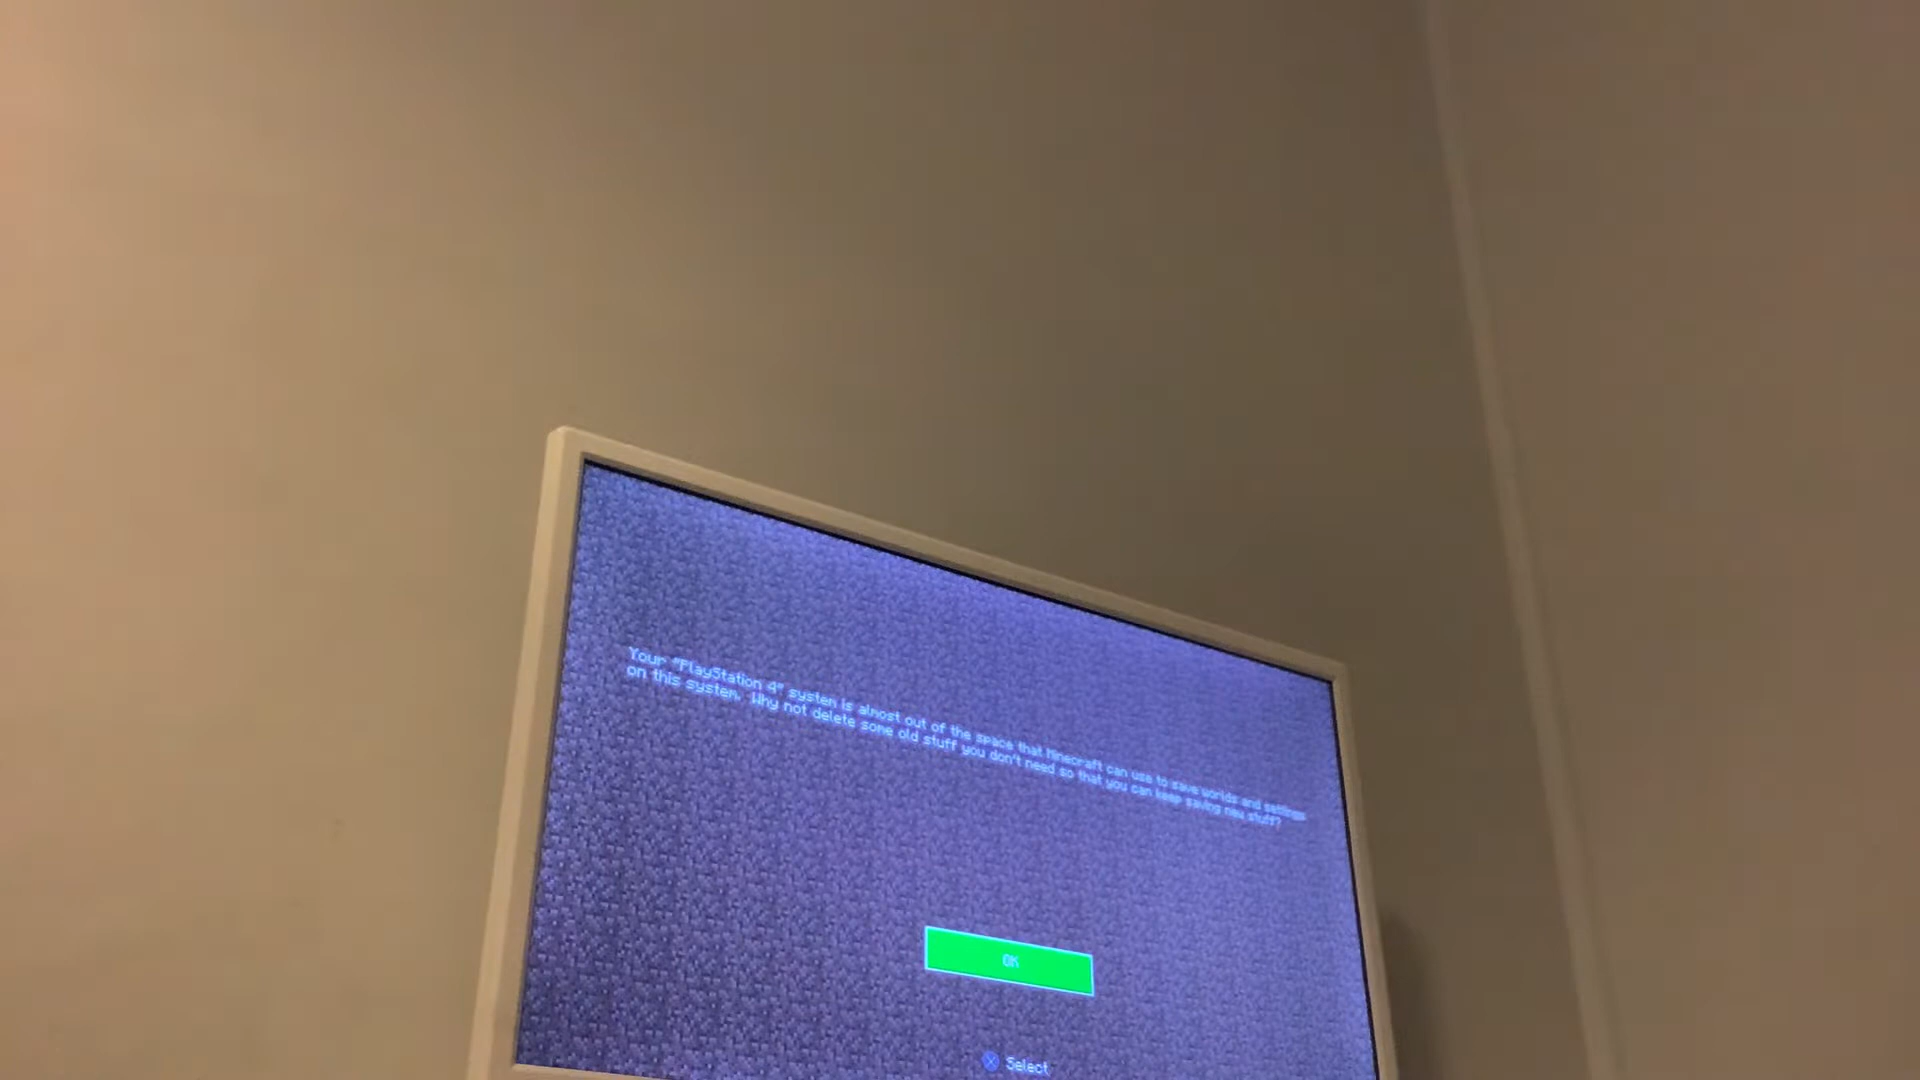 Your "PlayStation 4" system is almost out of the space that Minecraft can use to save worlds and settings
on this system. Why not delete some old stuff you don't need so that you can keep saving new stuff?
OK
Select